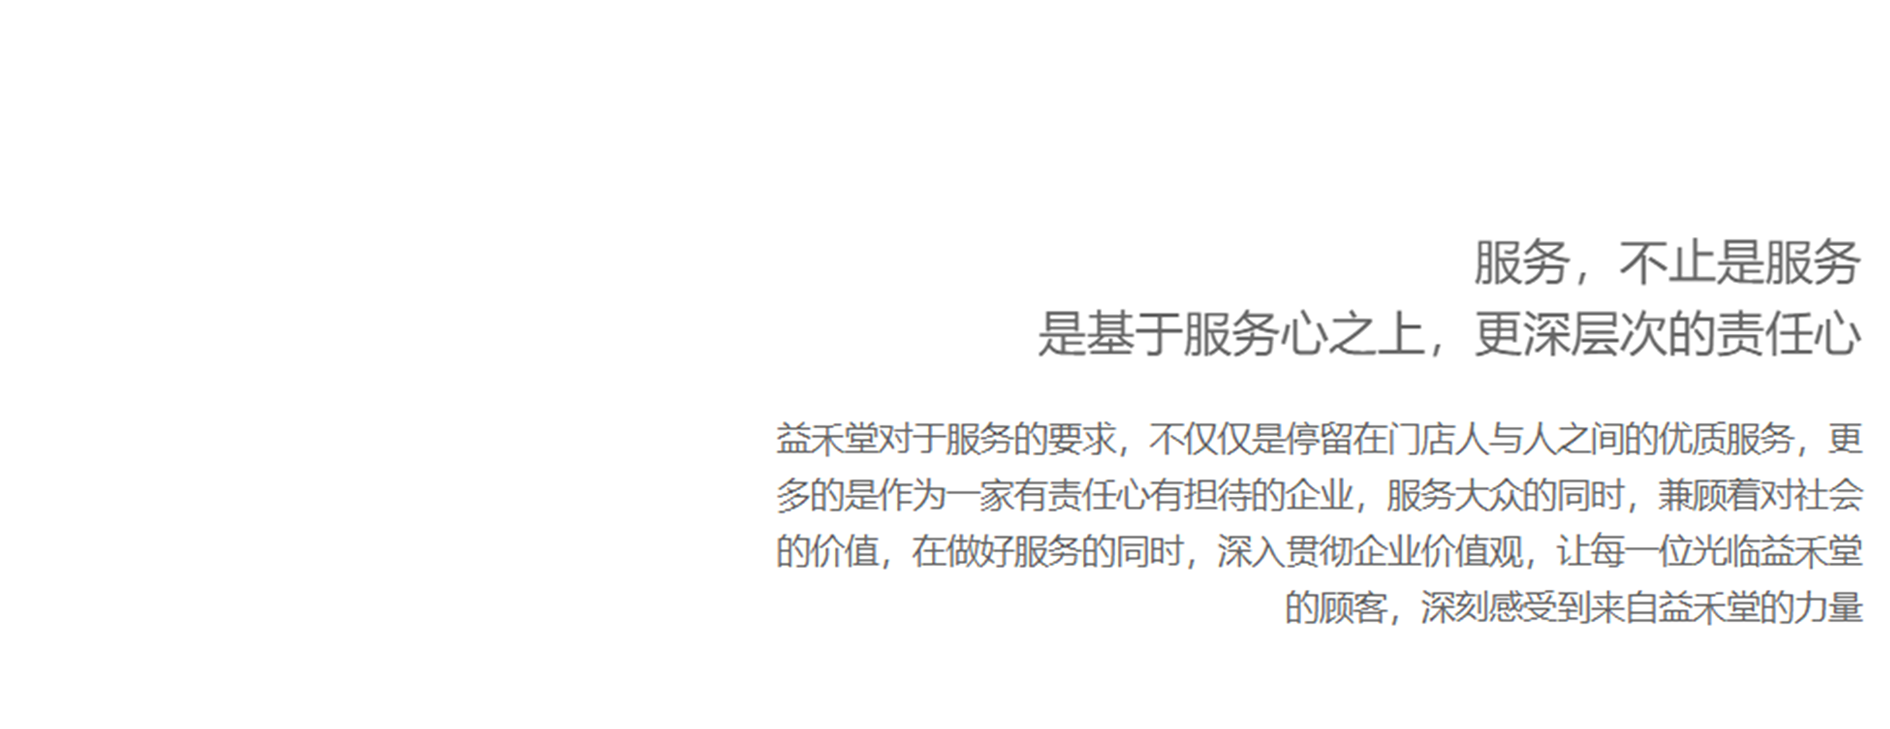 服务，不止是服务
是基于服务心之上，更深层次的责任心
益禾堂对于服务的要求，不仅仅是停留在门店人与人之间的优质服务，更
多的是作为一家有责任心有担待的企业，服务大众的同时，兼顾着对社会
的价值，在做好服务的同时，深入贯彻企业价值观，让每一位光临益禾堂
的顾客，深刻感受到来自益禾堂的力量